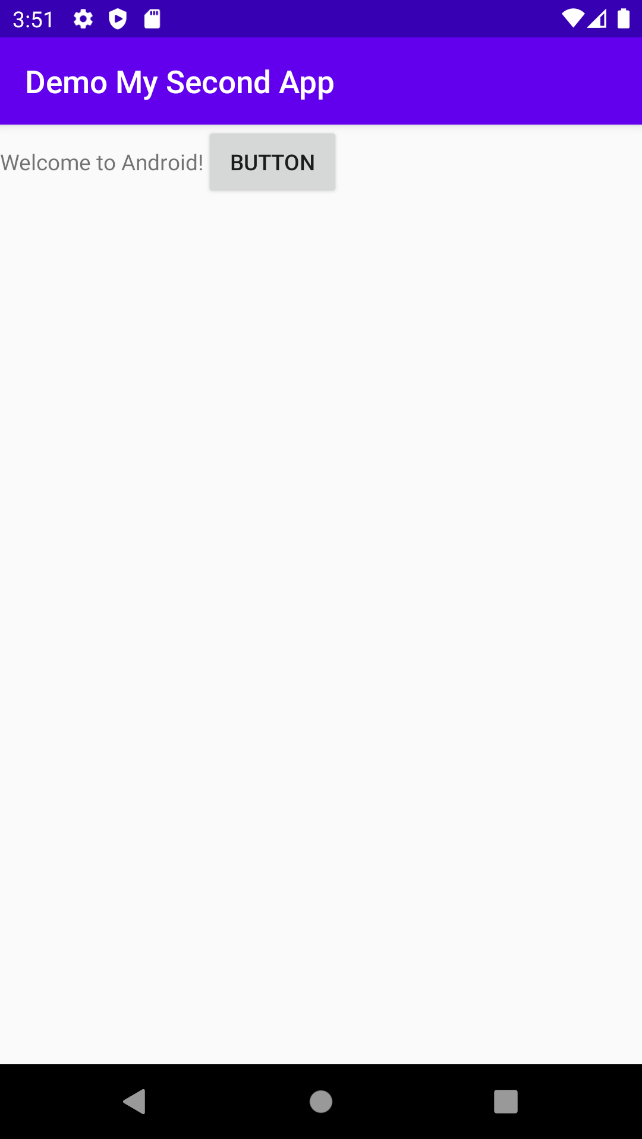 3:51
Demo My Second App
Welcome to Android! BUTTON